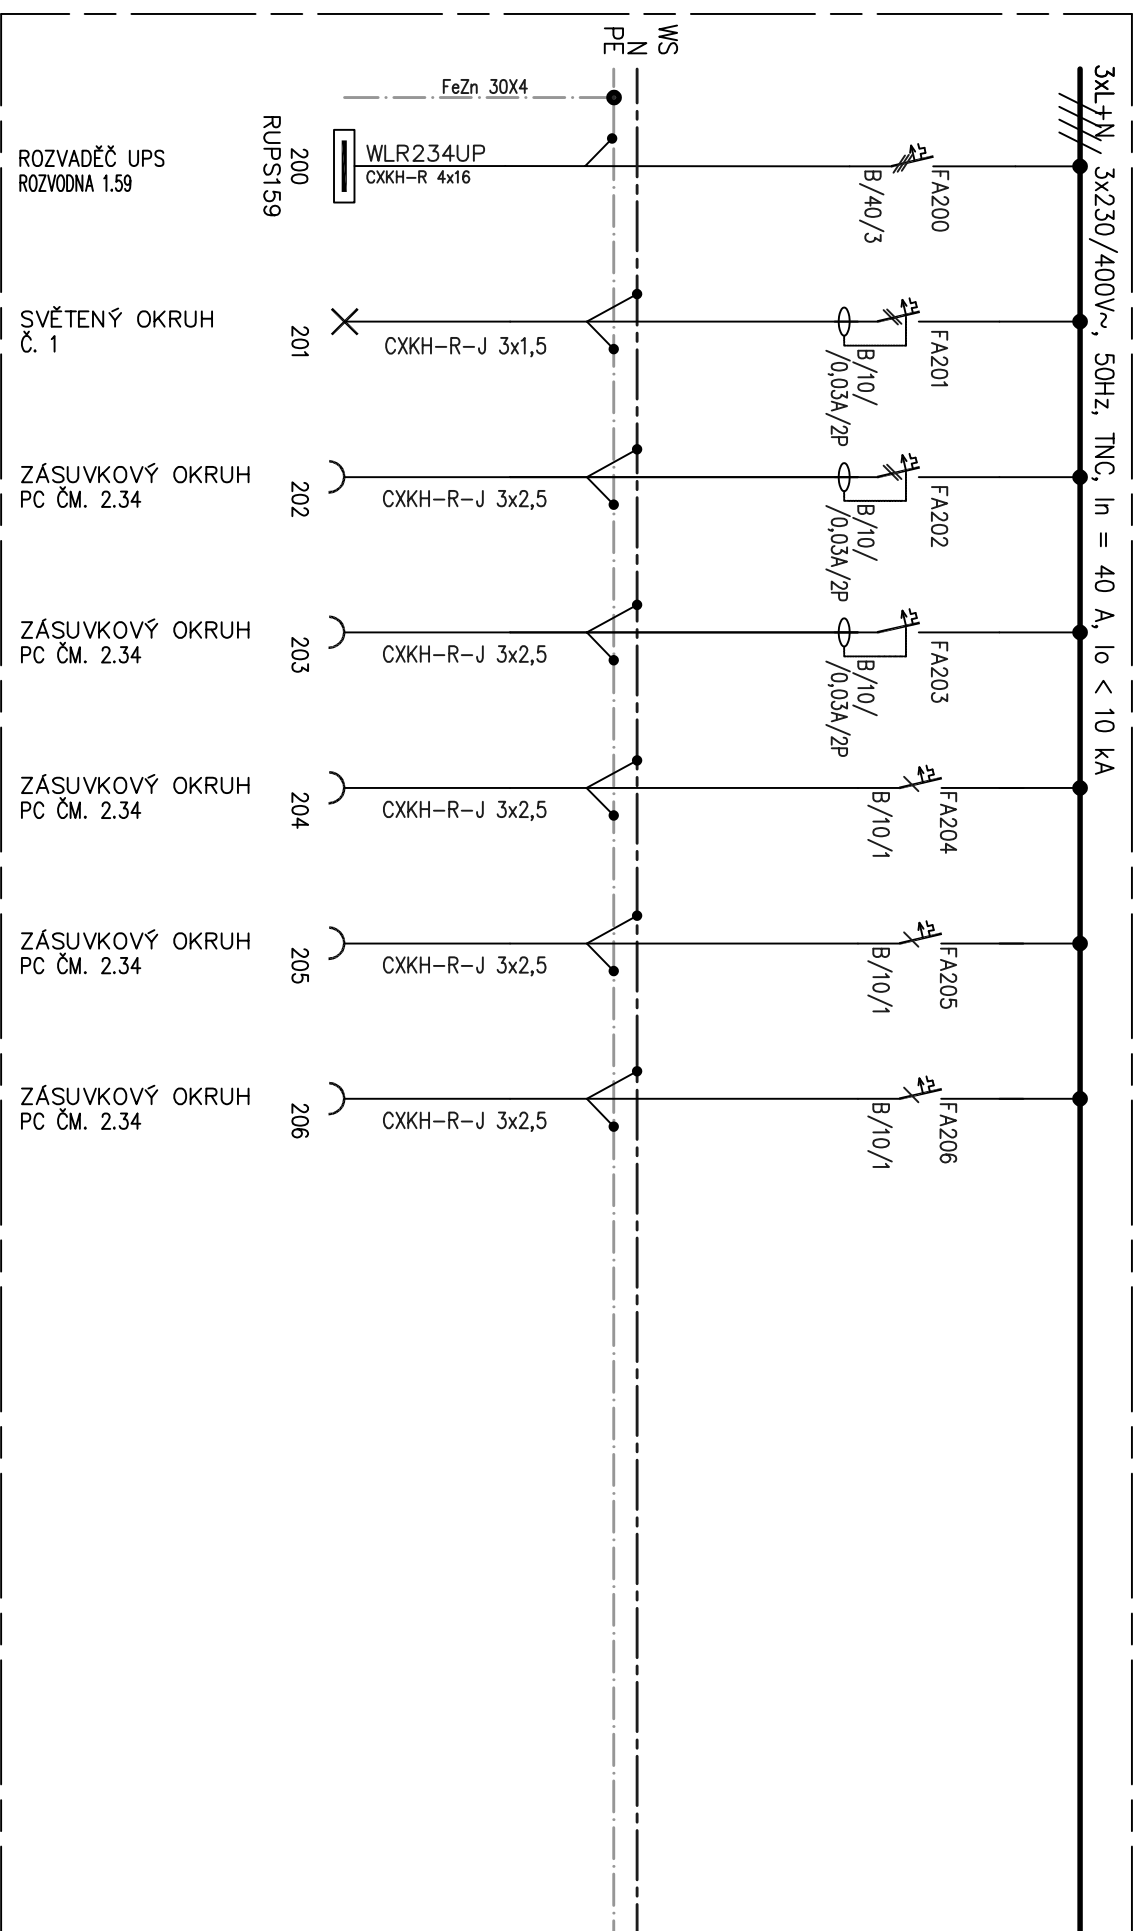 3xL+N, 3x230/400V~, 50Hz, TNC, In = 40 A, Io < 10 kA
WS
N
PE
FeZn 30X4
ROZVADĚČ UPS
ROZVODNA 1.59
200
RUPS159
WLR234UP
CXKH-R 4x16
FA200
B/40/3
SVĚTENÝ OKRUH
Č. 1
201
CXKH-R-J 3x1,5
FA201
B/10/
/0,03A/2P
ZÁSUVKOVÝ OKRUH
PC ČM. 2.34
202
CXKH-R-J 3x2,5
FA202
B/10/
/0,03A/2P
ZÁSUVKOVÝ OKRUH
PC ČM. 2.34
203
CXKH-R-J 3x2,5
FA203
B/10/
/0,03A/2P
ZÁSUVKOVÝ OKRUH
PC ČM. 2.34
204
CXKH-R-J 3x2,5
FA204
B/10/1
ZÁSUVKOVÝ OKRUH
PC ČM. 2.34
205
CXKH-R-J 3x2,5
FA205
B/10/1
ZÁSUVKOVÝ OKRUH
PC ČM. 2.34
206
CXKH-R-J 3x2,5
FA206
B/10/1